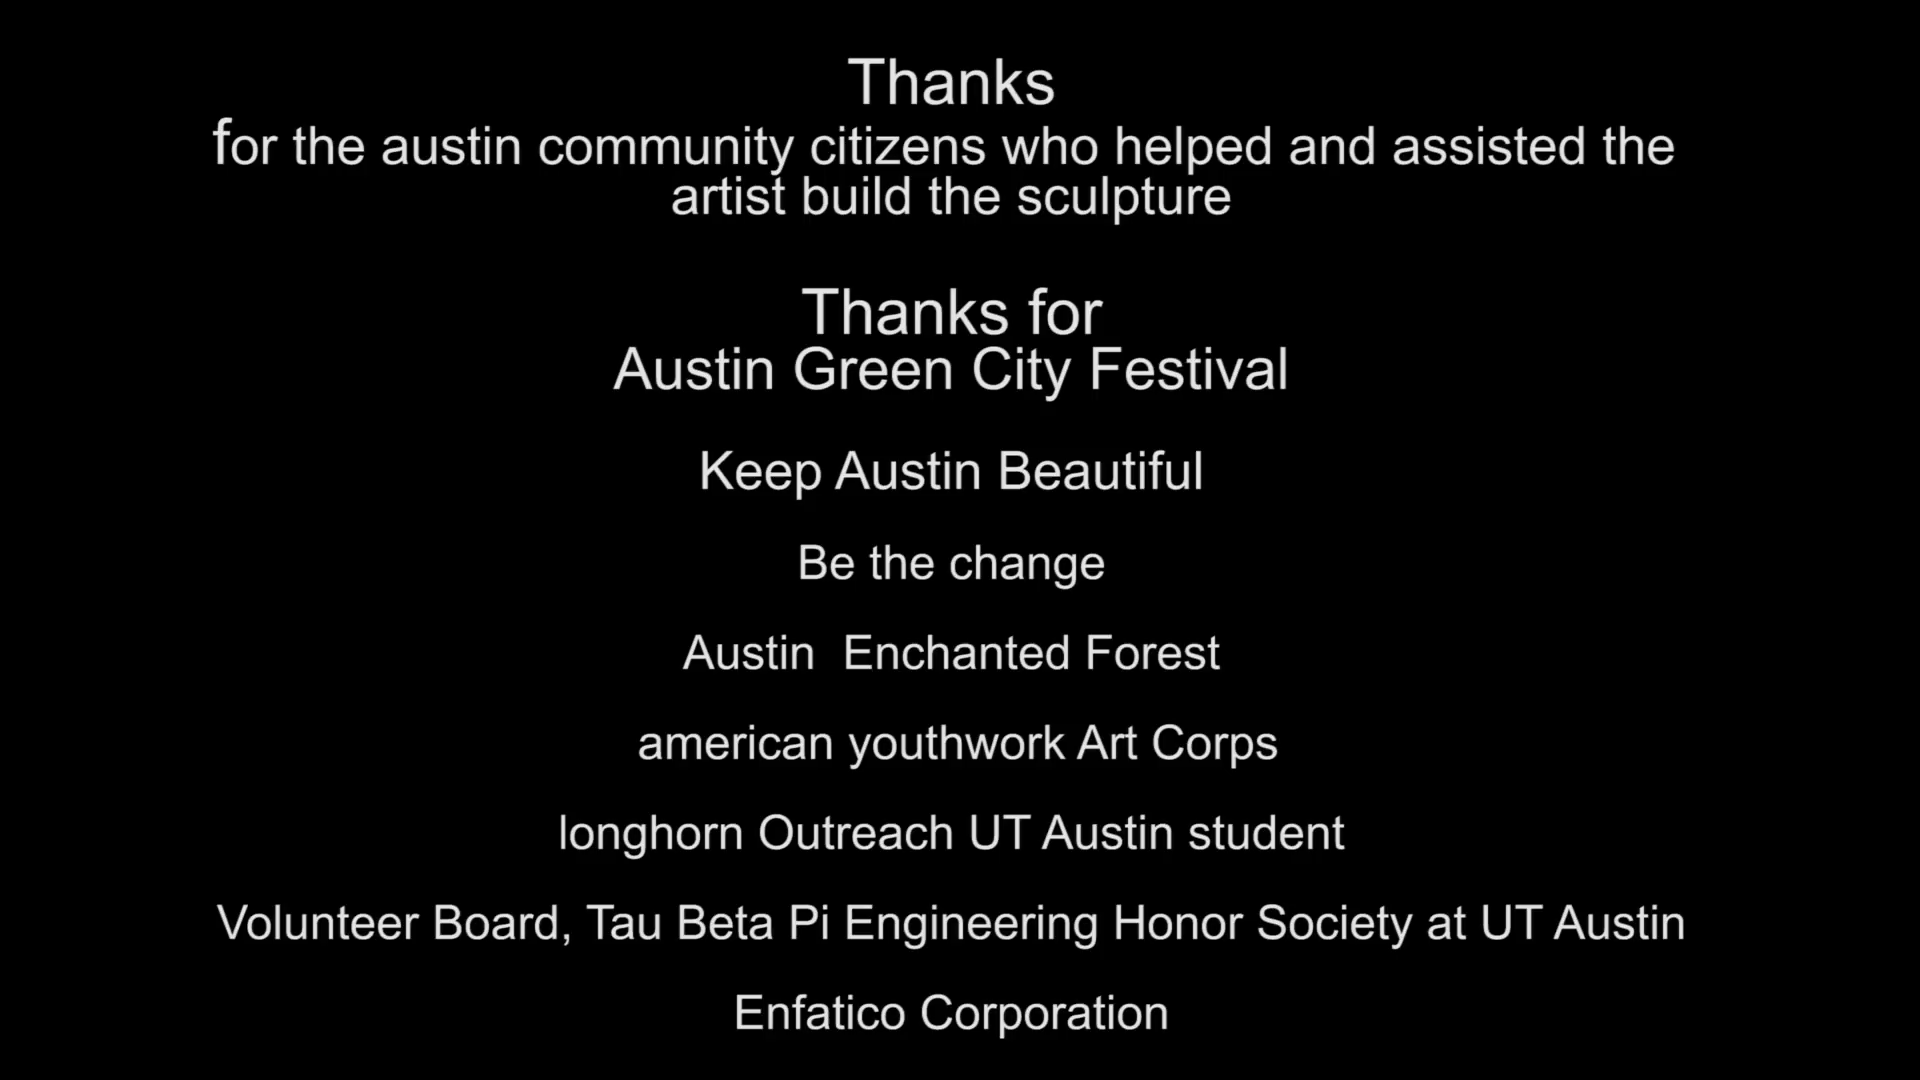 Thanks
for the austin community citizens who helped and assisted the
artist build the sculpture
Thanks for
Austin Green City Festival
Keep Austin Beautiful
Be the change
Austin  Enchanted Forest
american youthwork Art Corps
longhorn Outreach UT Austin student
Volunteer Board, Tau Beta Pi Engineering Honor Society at UT Austin
Enfatico Corporation